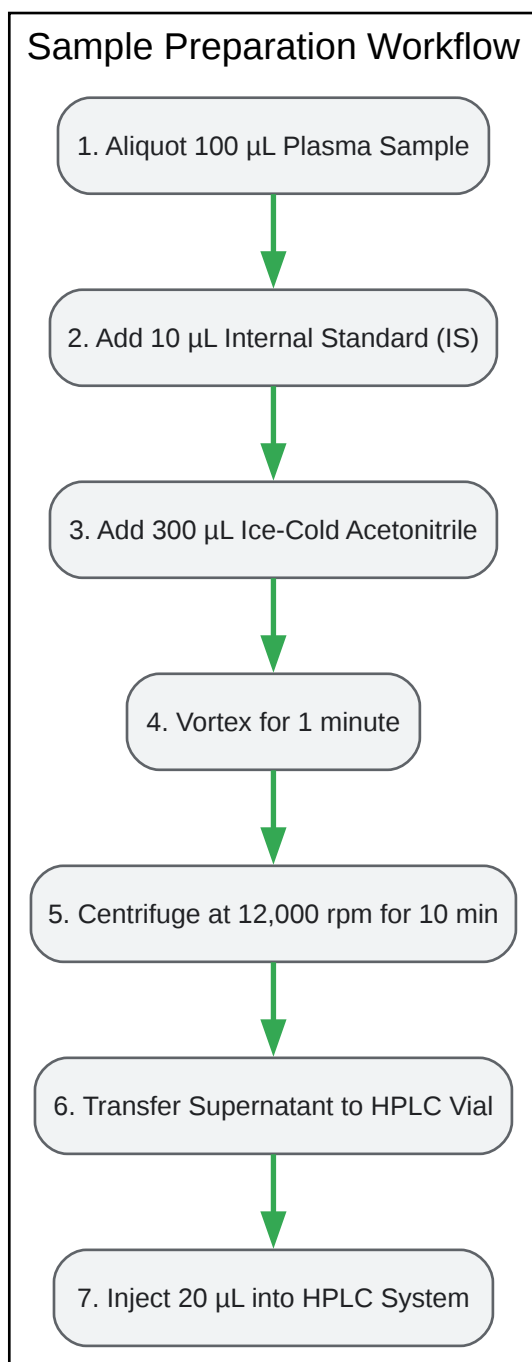 Sample Preparation Workflow
1. Aliquot 100 µL Plasma Sample
2. Add 10 µL Internal Standard (IS)
3. Add 300 µL Ice-Cold Acetonitrile
4. Vortex for 1 minute
5. Centrifuge at 12,000 rpm for 10 min
6. Transfer Supernatant to HPLC Vial
7. Inject 20 µL into HPLC System